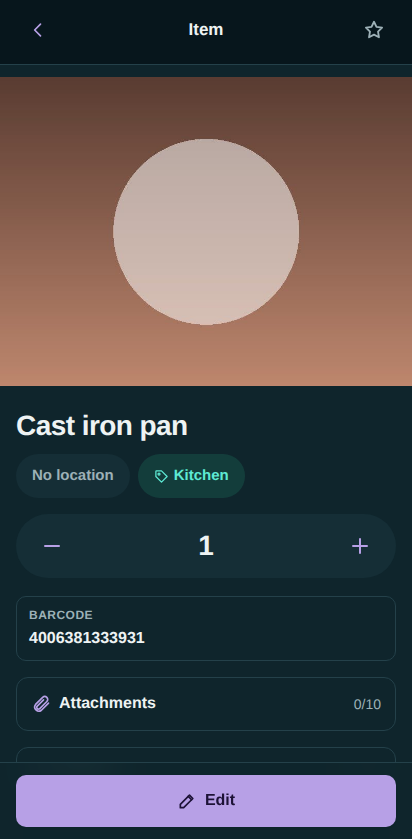 Item
Cast iron pan
No location
Kitchen
1
BARCODE
4006381333931
Attachments
0/10
Edit